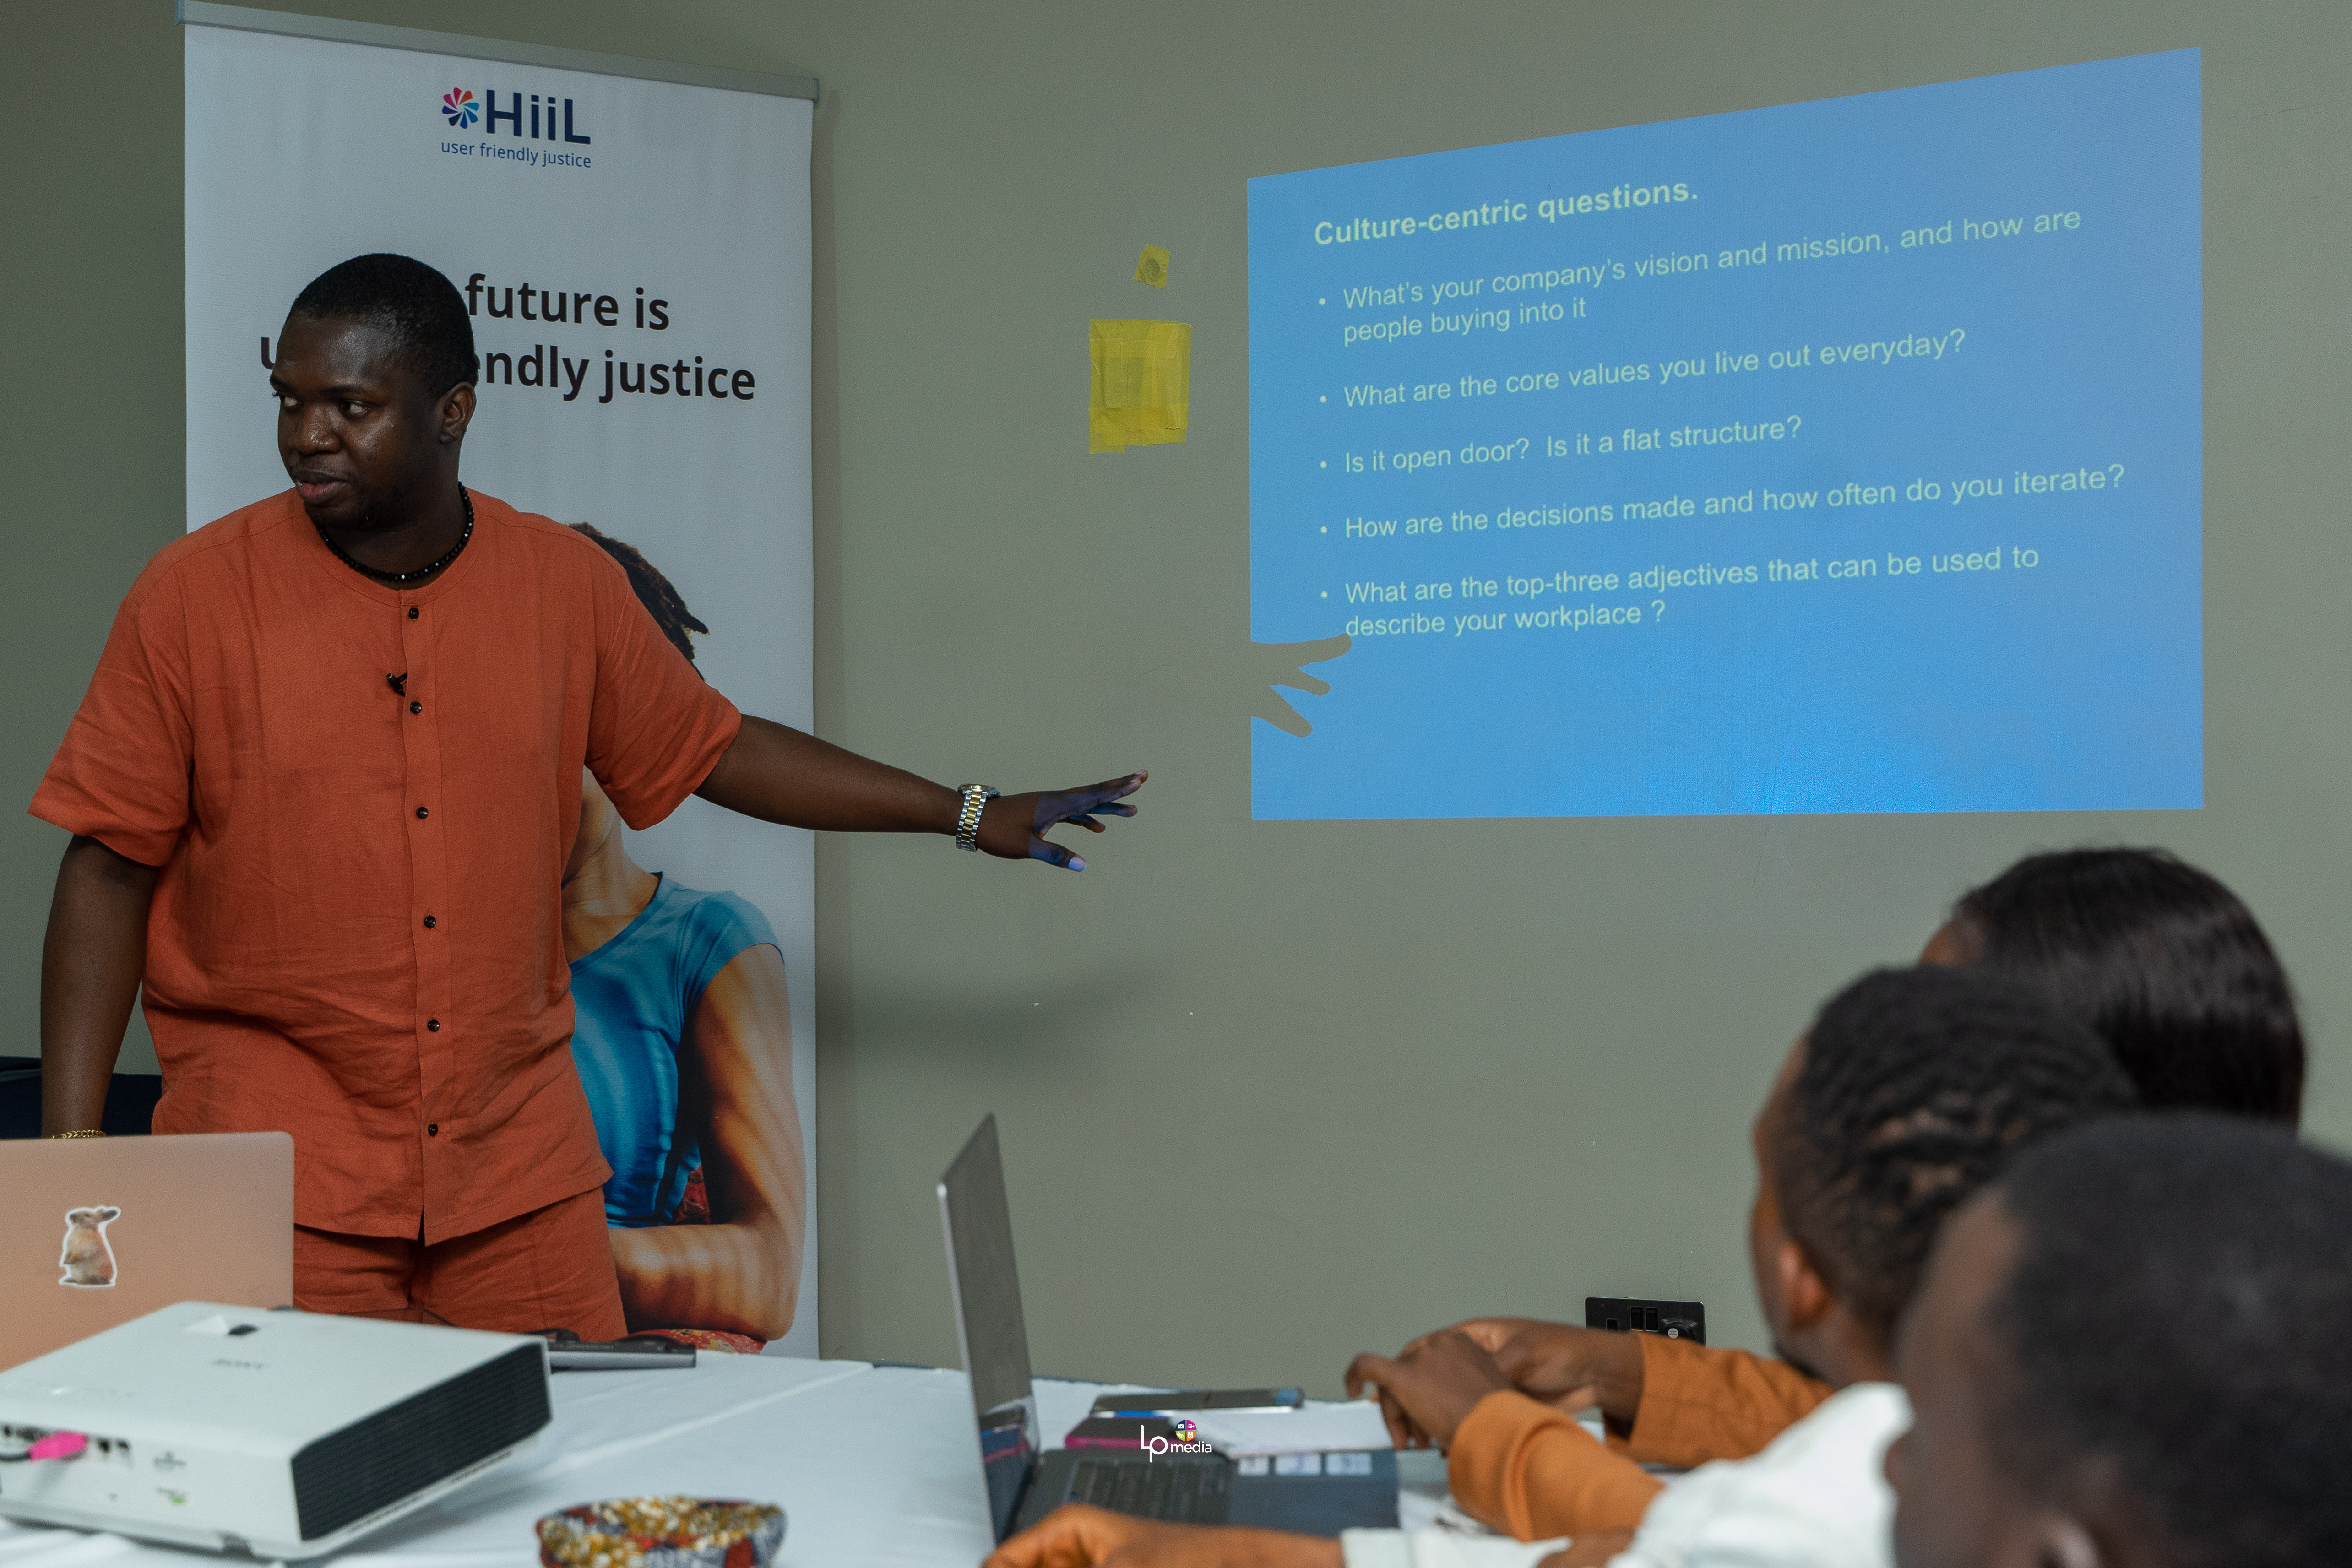 HiiL
user friendly justice
future is
endly justice
Culture-centric questions.
• What's your company's vision and mission, and how are
people buying into it
• What are the core values you live out everyday?
• Is it open door?  Is it a flat structure?
• How are the decisions made and how often do you iterate?
• What are the top-three adjectives that can be used to
describe your workplace ?
SONY
LP media